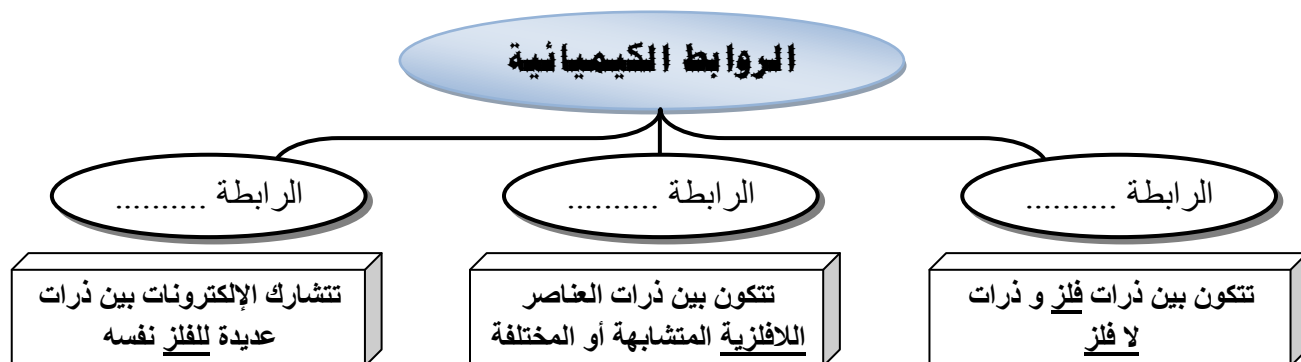 الروابط الكيميائية
الرابطة ..........
الرابطة ..........
الرابطة ..........
تتكون بين ذرات فلز و ذرات
لا فلز
تتكون بين ذرات العناصر
اللافلزية المتشابهة أو المختلفة
تتشارك الإلكترونات بين ذرات
عديدة للفلز نفسه